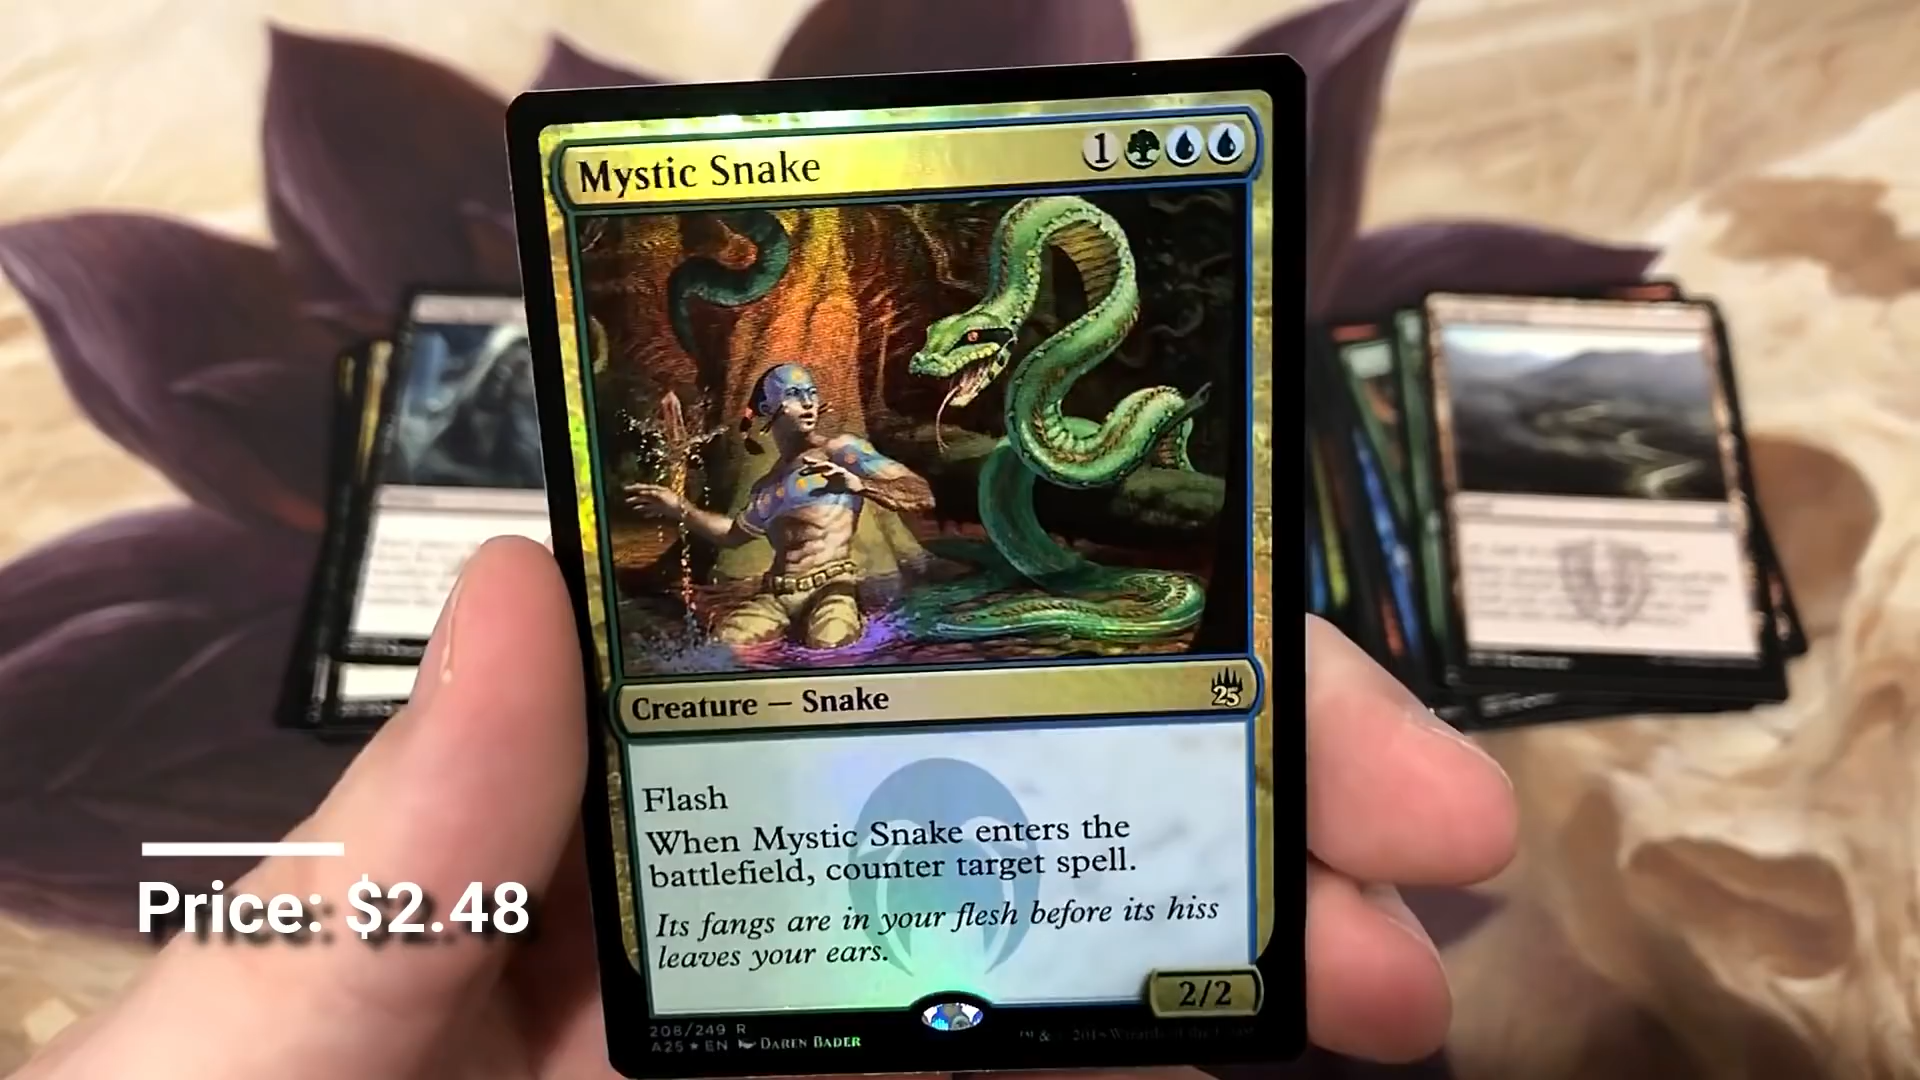 Mystic Snake 1
Creature — Snake
25
Flash
When Mystic Snake enters the
battlefield, counter target spell.
Its fangs are in your flesh before its hiss
leaves your ears.
2/2
208/249 R
A25 ★ EN DAREN BADER
Price: $2.48